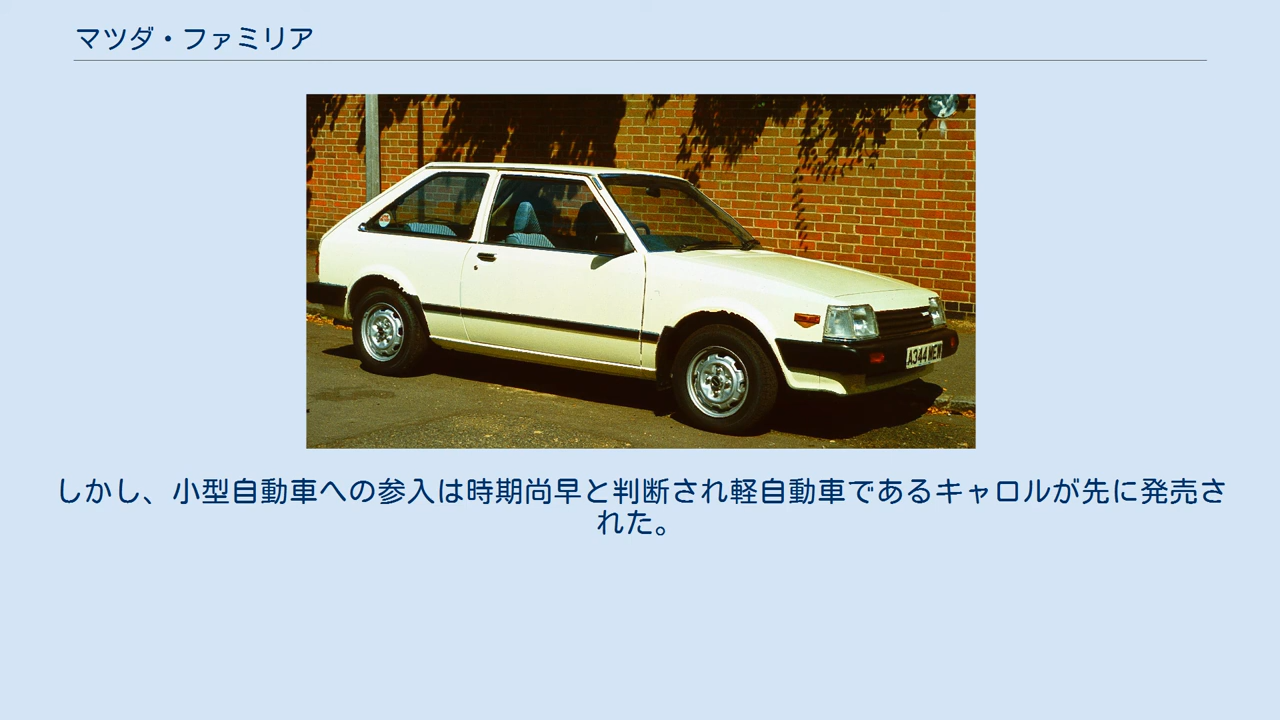 マツダ・ファミリア
A344 MEW
しかし、小型自動車への参入は時期尚早と判断され軽自動車であるキャロルが先に発売さ
れた。